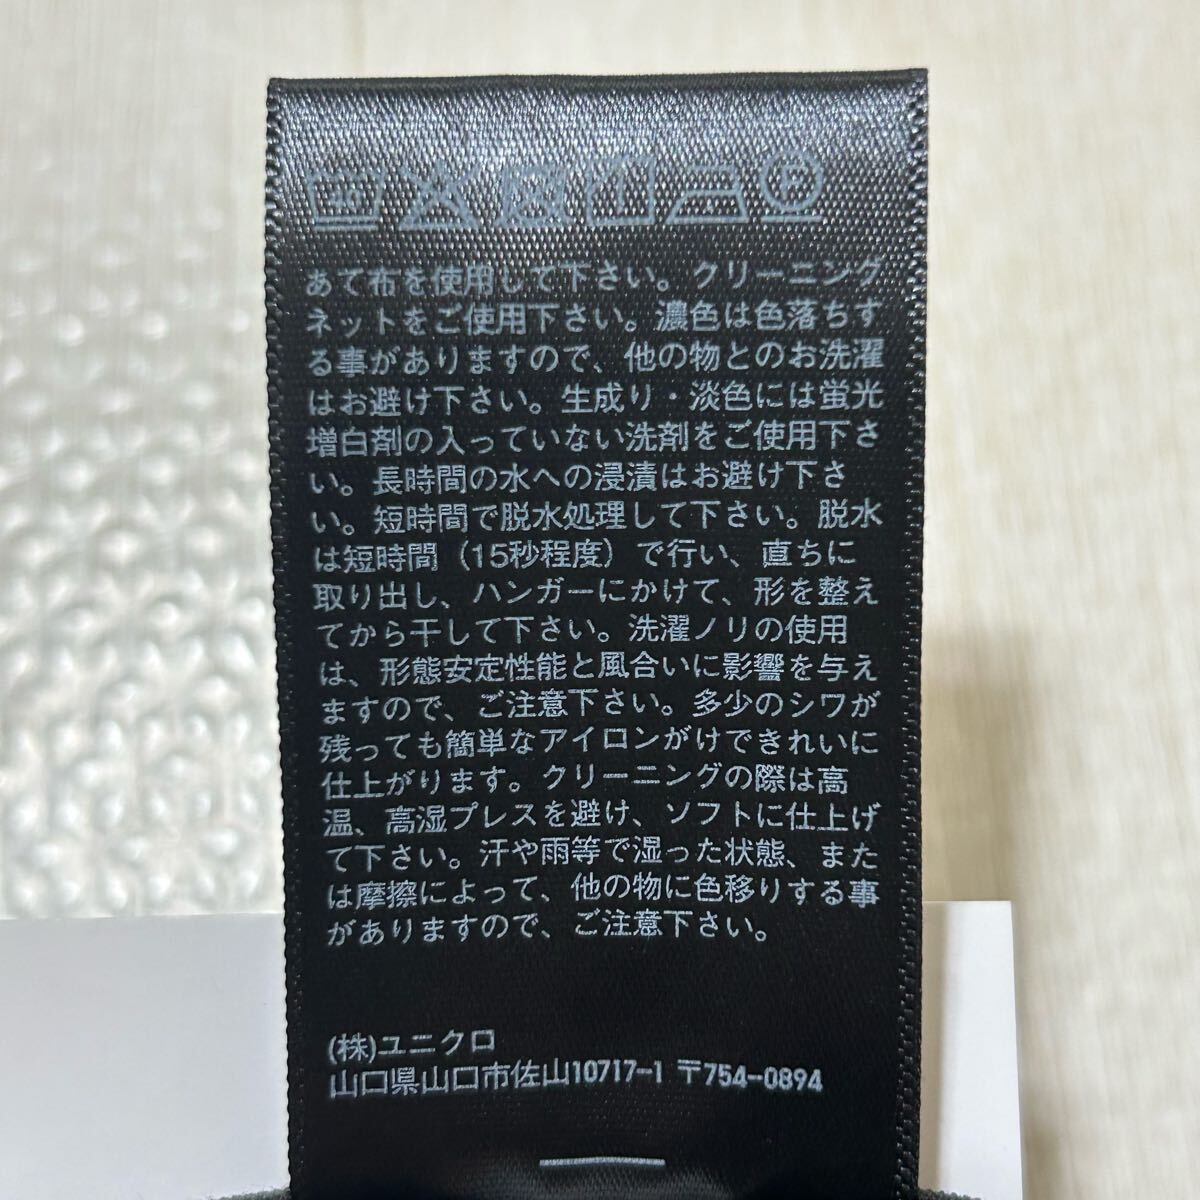 あて布を使用して下さい。クリーニング
ネットをご使用下さい。濃色は色落ちす
る事がありますので、他の物とのお洗濯
はお避け下さい。生成り・淡色には蛍光
増白剤の入っていない洗剤をご使用下さ
い。長時間の水への浸漬はお避け下さ
い。短時間で脱水処理して下さい。脱水
は短時間（15秒程度）で行い、直ちに
取り出し、ハンガーにかけて、形を整え
てから干して下さい。洗濯ノリの使用
は、形態安定性能と風合いに影響を与え
ますので、ご注意下さい。多少のシワが
残っても簡単なアイロンがけできれいに
仕上がります。クリーニングの際は高
温、高湿プレスを避け、ソフトに仕上げ
て下さい。汗や雨等で湿った状態、また
は摩擦によって、他の物に色移りする事
がありますので、ご注意下さい。
(株)ユニクロ
山口県山口市佐山10717-1 〒754-0894